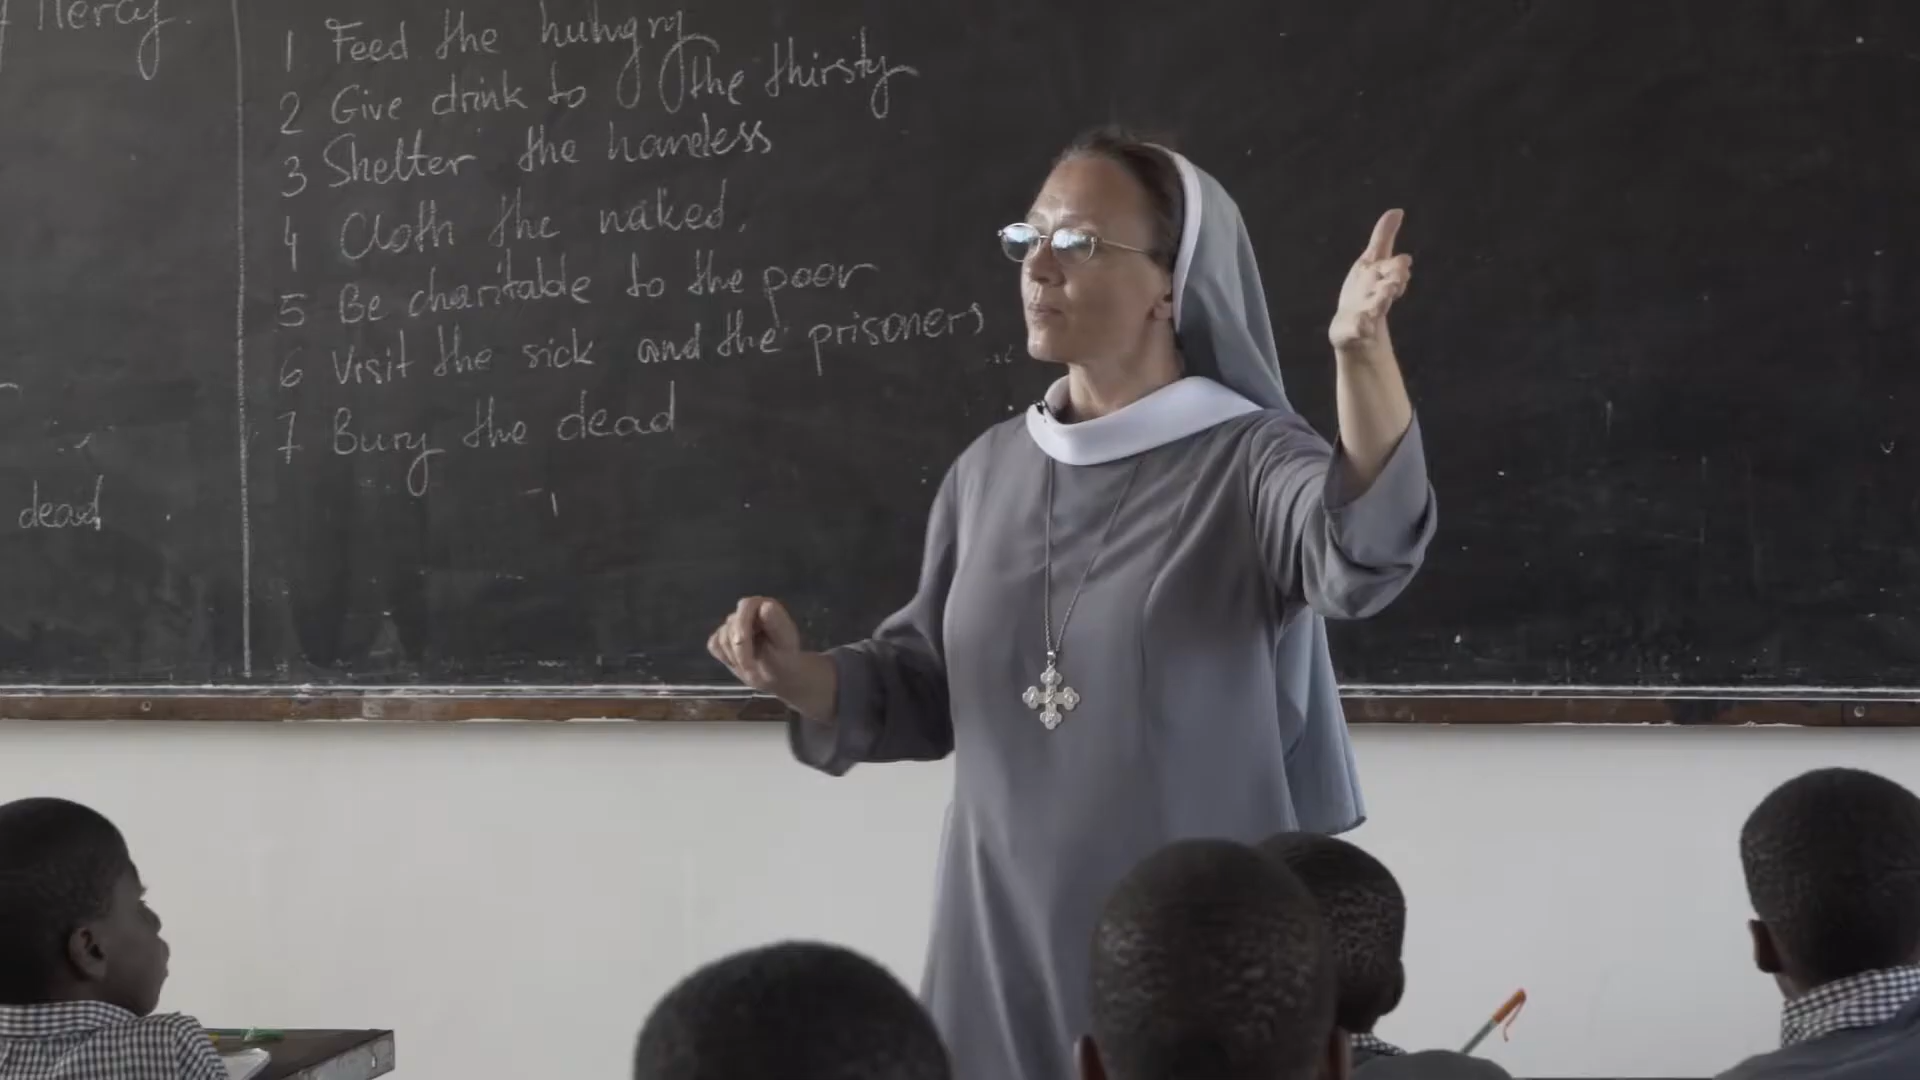 Mercy.
1 Feed the huhgry
2 Give drink to the thirsty
3 Shelter the homeless
4 Cloth the naked.
5 Be charitable to the poor
6 Visit the sick and the prisoners
7 Bury the dead
dead